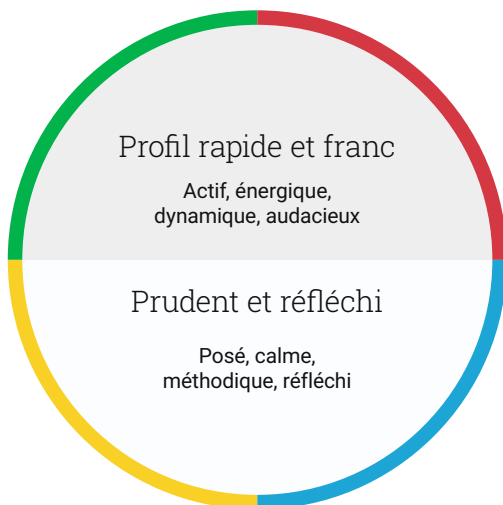 Profil rapide et franc
Actif, énergique,
dynamique, audacieux
Prudent et réfléchi
Posé, calme,
méthodique, réfléchi